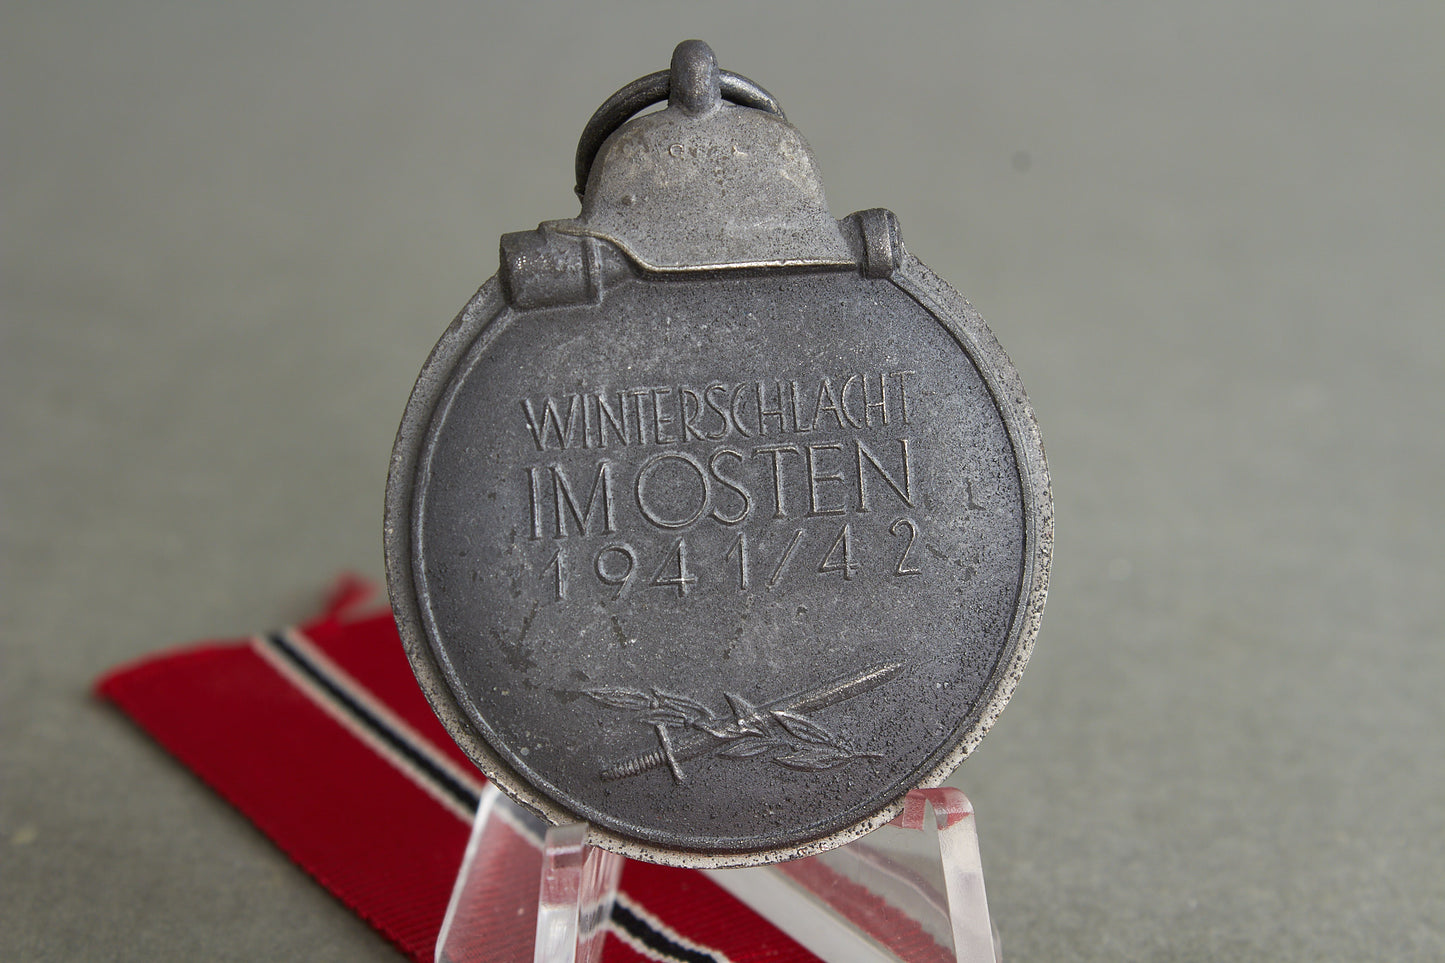 WINTERSCHLACHT
IM OSTEN
1941/42